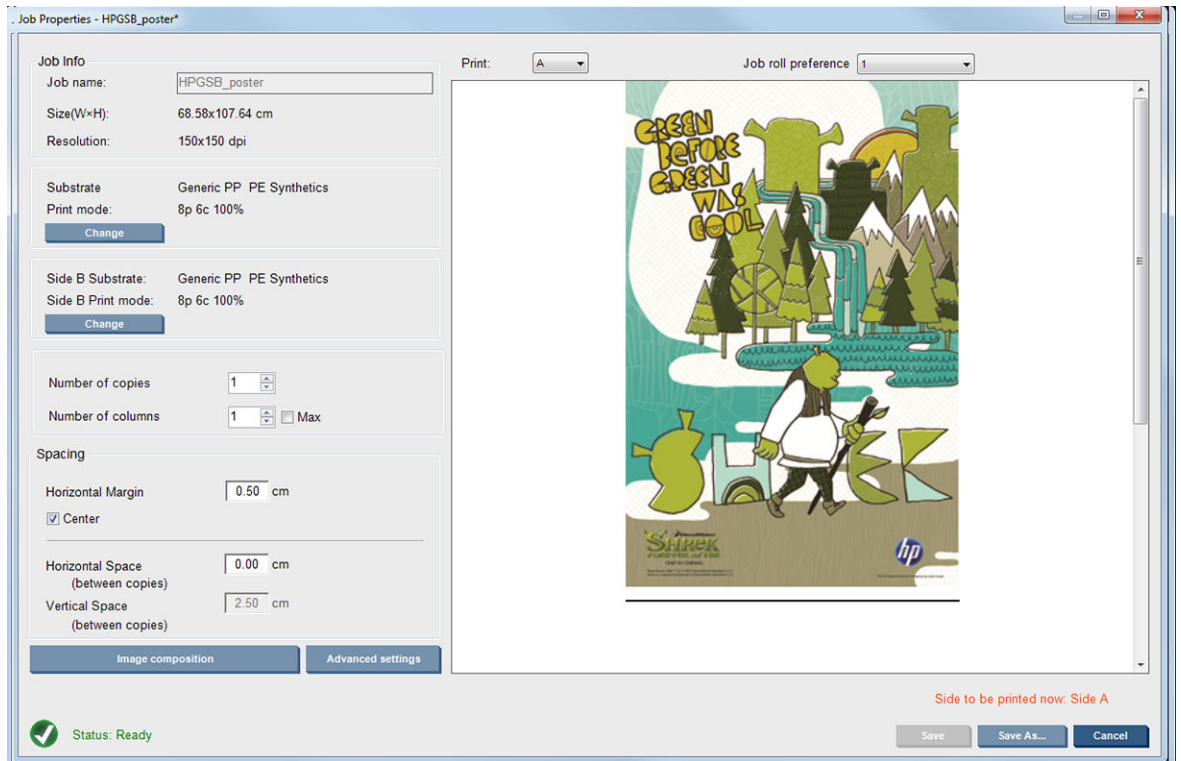 Job Properties - HPGSB_poster*
Job Info
Job name: HPGSB_poster
Size(W×H): 68.58x107.64 cm
Resolution: 150x150 dpi
Substrate Generic PP PE Synthetics
Print mode: 8p 6c 100%
Change
Side B Substrate: Generic PP PE Synthetics
Side B Print mode: 8p 6c 100%
Change
Number of copies 1
Number of columns 1 Max
Spacing
Horizontal Margin 0.50 cm
Center
Horizontal Space 0.00 cm
(between copies)
Vertical Space 2.50 cm
(between copies)
Image composition Advanced settings
Print: A Job roll preference 1
GREEN
BEFORE
GREEN
WAS
COOL
SHREK
DreamWorks
SHREK
FOREVER AFTER
ONLY IN CINEMAS
hp
Side to be printed now: Side A
Status: Ready
Save Save As... Cancel